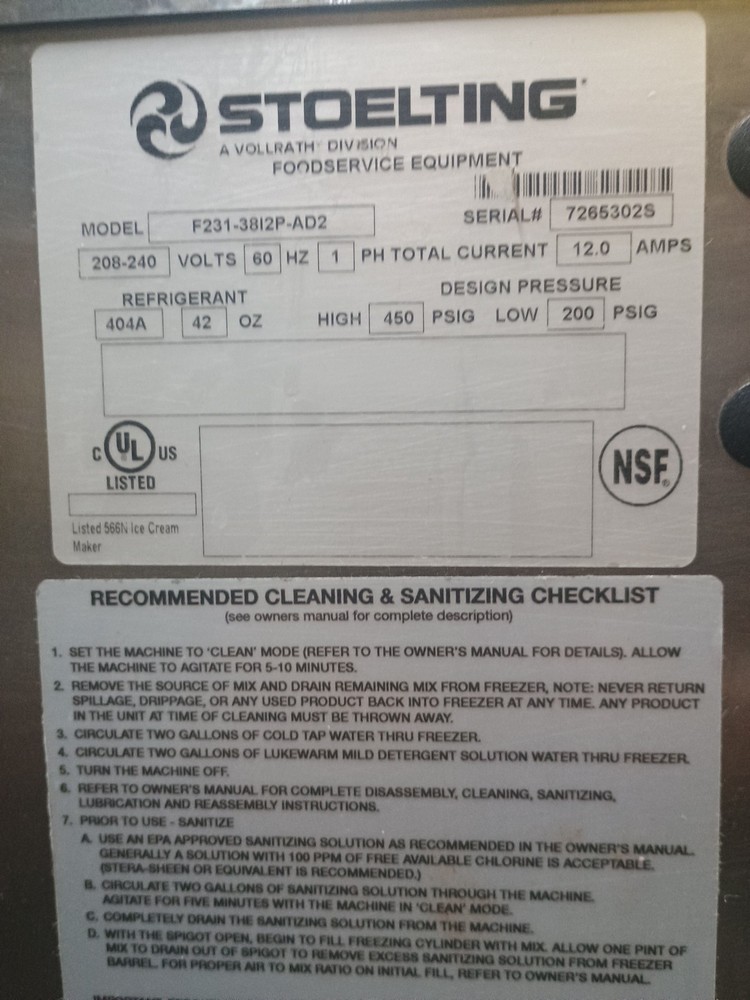 STOELTING
A VOLLRATH DIVISION
FOODSERVICE EQUIPMENT
MODEL F231-38I2P-AD2 SERIAL# 7265302S
208-240 VOLTS 60 HZ 1 PH TOTAL CURRENT 12.0 AMPS
REFRIGERANT DESIGN PRESSURE
404A 42 OZ HIGH 450 PSIG LOW 200 PSIG
C UL US
LISTED
NSF
Listed 566N Ice Cream
Maker
RECOMMENDED CLEANING & SANITIZING CHECKLIST
(see owners manual for complete description)
1. SET THE MACHINE TO 'CLEAN' MODE (REFER TO THE OWNER'S MANUAL FOR DETAILS). ALLOW
THE MACHINE TO AGITATE FOR 5-10 MINUTES.
2. REMOVE THE SOURCE OF MIX AND DRAIN REMAINING MIX FROM FREEZER, NOTE: NEVER RETURN
SPILLAGE, DRIPPAGE, OR ANY USED PRODUCT BACK INTO FREEZER AT ANY TIME. ANY PRODUCT
IN THE UNIT AT TIME OF CLEANING MUST BE THROWN AWAY.
3. CIRCULATE TWO GALLONS OF COLD TAP WATER THRU FREEZER.
4. CIRCULATE TWO GALLONS OF LUKEWARM MILD DETERGENT SOLUTION WATER THRU FREEZER.
5. TURN THE MACHINE OFF.
6. REFER TO OWNER'S MANUAL FOR COMPLETE DISASSEMBLY, CLEANING, SANITIZING,
LUBRICATION AND REASSEMBLY INSTRUCTIONS.
7. PRIOR TO USE - SANITIZE
A. USE AN EPA APPROVED SANITIZING SOLUTION AS RECOMMENDED IN THE OWNER'S MANUAL.
GENERALLY A SOLUTION WITH 100 PPM OF FREE AVAILABLE CHLORINE IS ACCEPTABLE.
(STERA-SHEEN OR EQUIVALENT IS RECOMMENDED.)
B. CIRCULATE TWO GALLONS OF SANITIZING SOLUTION THROUGH THE MACHINE.
AGITATE FOR FIVE MINUTES WITH THE MACHINE IN 'CLEAN' MODE.
C. COMPLETELY DRAIN THE SANITIZING SOLUTION FROM THE MACHINE.
D. WITH THE SPIGOT OPEN, BEGIN TO FILL FREEZING CYLINDER WITH MIX. ALLOW ONE PINT OF
MIX TO DRAIN OUT OF SPIGOT TO REMOVE EXCESS SANITIZING SOLUTION FROM FREEZER
BARREL. FOR PROPER AIR TO MIX RATIO ON INITIAL FILL, REFER TO OWNER'S MANUAL.